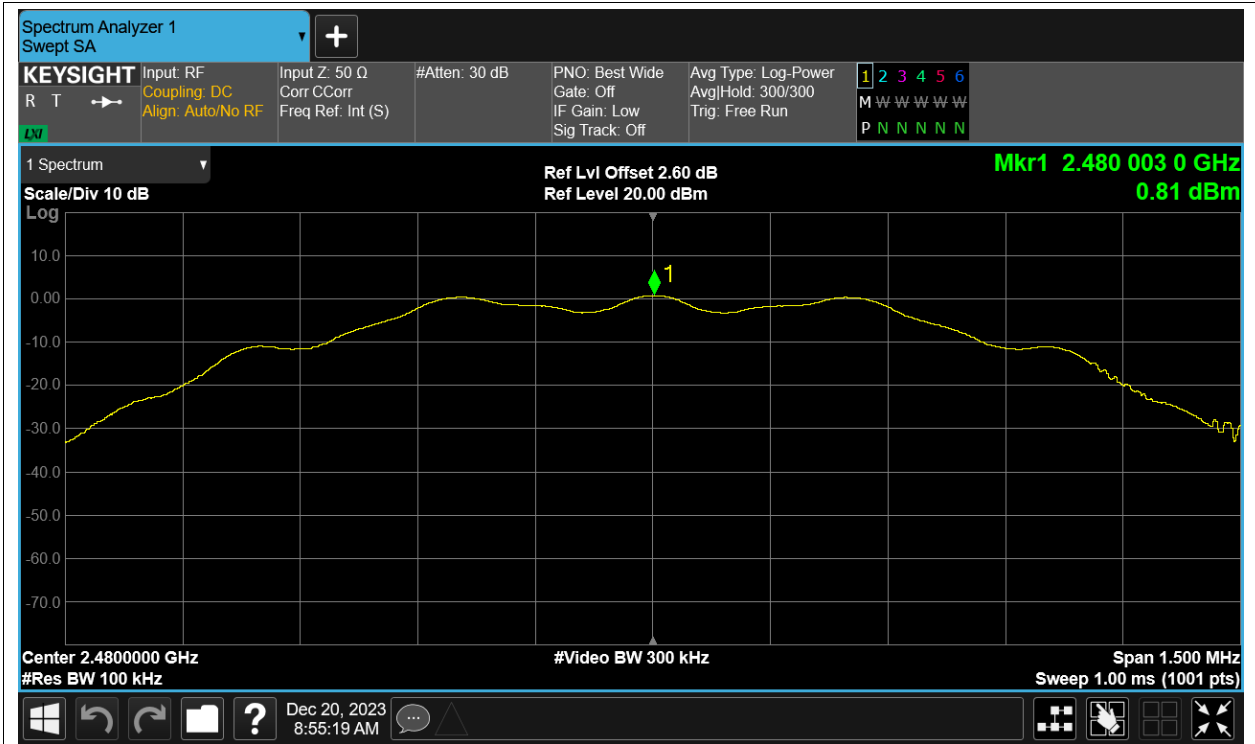 Spectrum Analyzer 1
Swept SA
+
KEYSIGHT
R T
LXI
Input: RF
Coupling: DC
Align: Auto/No RF
Input Z: 50 Ω
Corr CCorr
Freq Ref: Int (S)
#Atten: 30 dB
PNO: Best Wide
Gate: Off
IF Gain: Low
Sig Track: Off
Avg Type: Log-Power
Avg|Hold: 300/300
Trig: Free Run
1 2 3 4 5 6
M W W W W W W
P N N N N N N
1 Spectrum
Scale/Div 10 dB
Log
Ref Lvl Offset 2.60 dB
Ref Level 20.00 dBm
Mkr1 2.480 003 0 GHz
0.81 dBm
1
10.0
0.00
-10.0
-20.0
-30.0
-40.0
-50.0
-60.0
-70.0
Center 2.4800000 GHz
#Res BW 100 kHz
#Video BW 300 kHz
Span 1.500 MHz
Sweep 1.00 ms (1001 pts)
?
Dec 20, 2023
8:55:19 AM